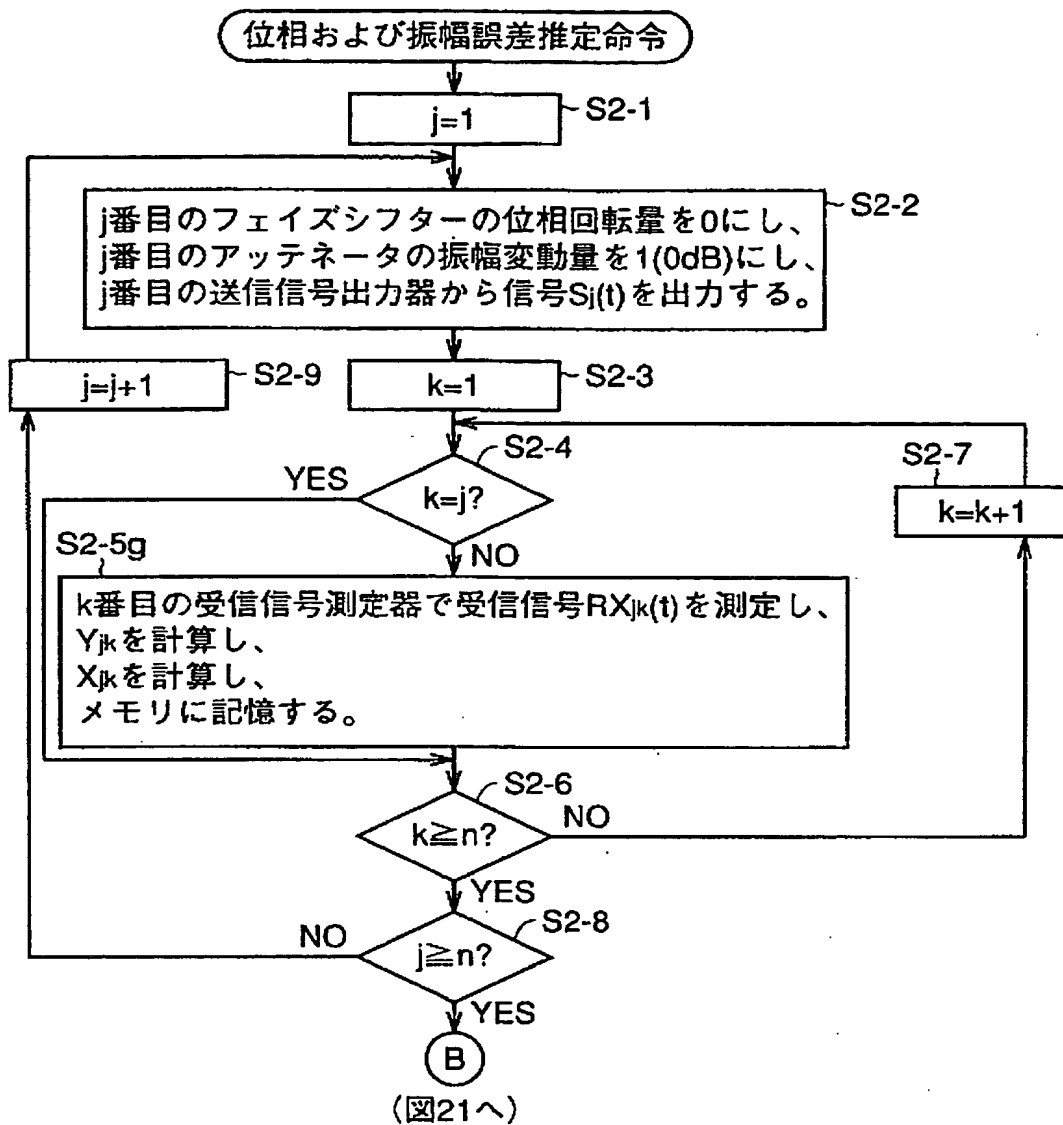 位相および振幅誤差推定命令
j=1
S2-1
j番目のフェイズシフターの位相回転量を0にし、
j番目のアッテネータの振幅変動量を1(0dB)にし、
j番目の送信信号出力器から信号Sj(t)を出力する。
S2-2
j=j+1
S2-9
k=1
S2-3
S2-4
k=j?
YES
NO
S2-7
k=k+1
S2-5g
k番目の受信信号測定器で受信信号RXjk(t)を測定し、
Yjkを計算し、
Xjkを計算し、
メモリに記憶する。
S2-6
k≧n?
NO
YES
S2-8
j≧n?
NO
YES
B
(図21へ)